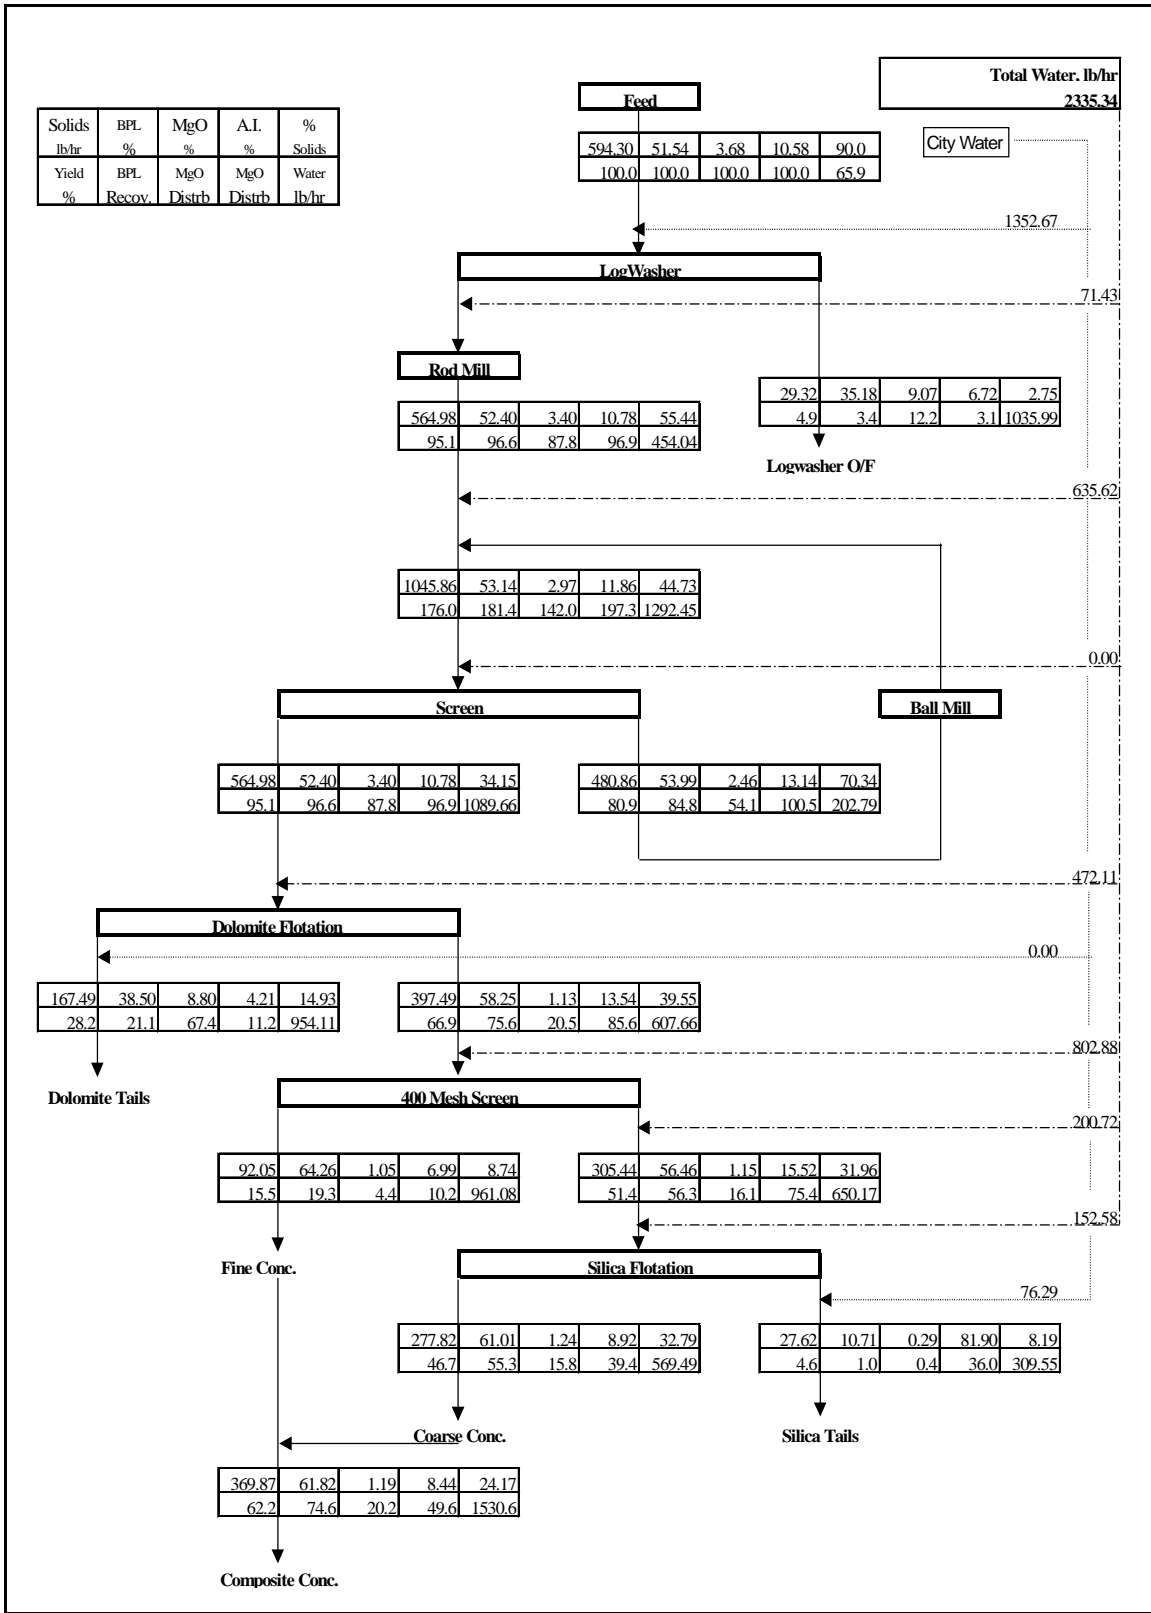 Total Water, lb/hr
2335.34
Feed
Solids BPL MgO A.I. %
lb/hr % % % Solids
Yield BPL MgO MgO Water
% Recov. Distrb Distrb lb/hr
City Water
594.30 51.54 3.68 10.58 90.0
100.0 100.0 100.0 100.0 65.9
1352.67
LogWasher
71.43
Rod Mill
29.32 35.18 9.07 6.72 2.75
4.9 3.4 12.2 3.1 1035.99
564.98 52.40 3.40 10.78 55.44
95.1 96.6 87.8 96.9 454.04
Logwasher O/F
635.62
1045.86 53.14 2.97 11.86 44.73
176.0 181.4 142.0 197.3 1292.45
0.00
Screen
Ball Mill
564.98 52.40 3.40 10.78 34.15
95.1 96.6 87.8 96.9 1089.66
480.86 53.99 2.46 13.14 70.34
80.9 84.8 54.1 100.5 202.79
472.11
Dolomite Flotation
0.00
167.49 38.50 8.80 4.21 14.93
28.2 21.1 67.4 11.2 954.11
397.49 58.25 1.13 13.54 39.55
66.9 75.6 20.5 85.6 607.66
802.88
Dolomite Tails
400 Mesh Screen
200.72
92.05 64.26 1.05 6.99 8.74
15.5 19.3 4.4 10.2 961.08
305.44 56.46 1.15 15.52 31.96
51.4 56.3 16.1 75.4 650.17
152.58
Fine Conc.
Silica Flotation
76.29
277.82 61.01 1.24 8.92 32.79
46.7 55.3 15.8 39.4 569.49
27.62 10.71 0.29 81.90 8.19
4.6 1.0 0.4 36.0 309.55
Coarse Conc.
Silica Tails
369.87 61.82 1.19 8.44 24.17
62.2 74.6 20.2 49.6 1530.6
Composite Conc.